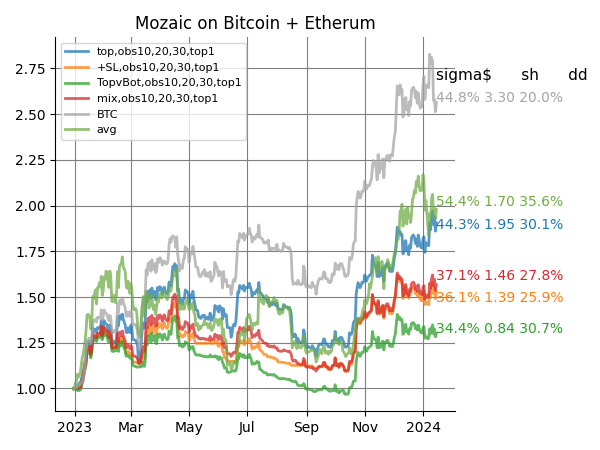 Mozaic on Bitcoin + Etherum
top,obs10,20,30,top1
+SL,obs10,20,30,top1
TopvBot,obs10,20,30,top1
mix,obs10,20,30,top1
BTC
avg
sigma$ sh dd
44.8% 3.30 20.0%
54.4% 1.70 35.6%
44.3% 1.95 30.1%
37.1% 1.46 27.8%
36.1% 1.39 25.9%
34.4% 0.84 30.7%
2.75
2.50
2.25
2.00
1.75
1.50
1.25
1.00
2023 Mar May Jul Sep Nov 2024